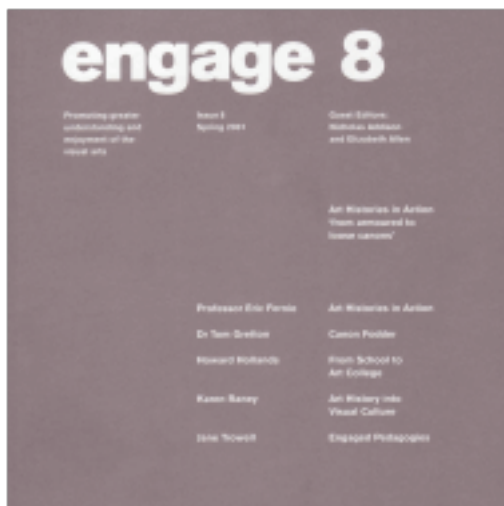 engage 8
Promoting greater
understanding and
enjoyment of the
visual arts
Issue 8
Spring 2001
Guest Editors:
Nicholas Addison
and Elizabeth Allen
Art Histories in Action
'from armoured to
loose canons'
Professor Eric Fernie
Art Histories in Action
Dr Tom Gretton
Canon Fodder
Howard Hollands
From School to
Art College
Karen Raney
Art History into
Visual Culture
Jane Trowell
Engaged Pedagogies